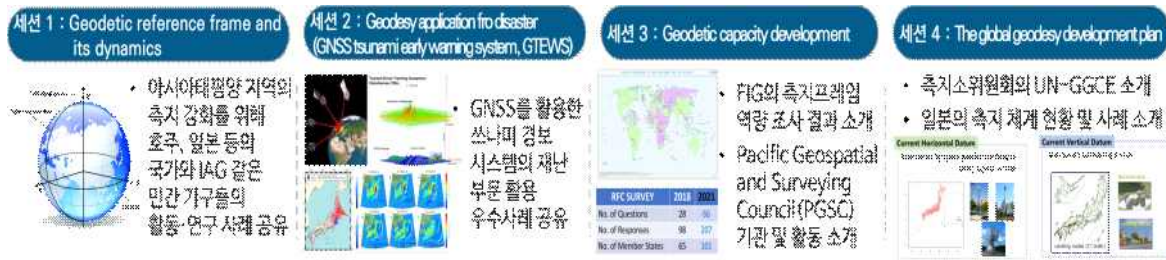 세션 1 : Geodetic reference frame and
its dynamics
• 아시아태평양 지역의
측지 강화를 위해
호주, 일본 등의
국가와 IAG 같은
민간 기구들의
활동·연구 사례 공유
세션 2 : Geodesy application fro disaster
(GNSS tsunami early warning system, GTEWS)
• GNSS를 활용한
쓰나미 경보
시스템의 재난
부문 활용
우수사례 공유
세션 3 : Geodetic capacity development
• FIG의 측지프레임
역량 조사 결과 소개
• Pacific Geospatial
and Surveying
Council(PGSC)
기관 및 활동 소개
RFC SURVEY 2018 2021
No. of Questions 28
No. of Responses 98 207
No. of Member States 65 101
세션 4 : The global geodesy development plan
• 측지소위원회의 UN-GGCE 소개
• 일본의 측지 체계 현황 및 사례 소개
Current Horizontal Datum
Current Vertical Datum